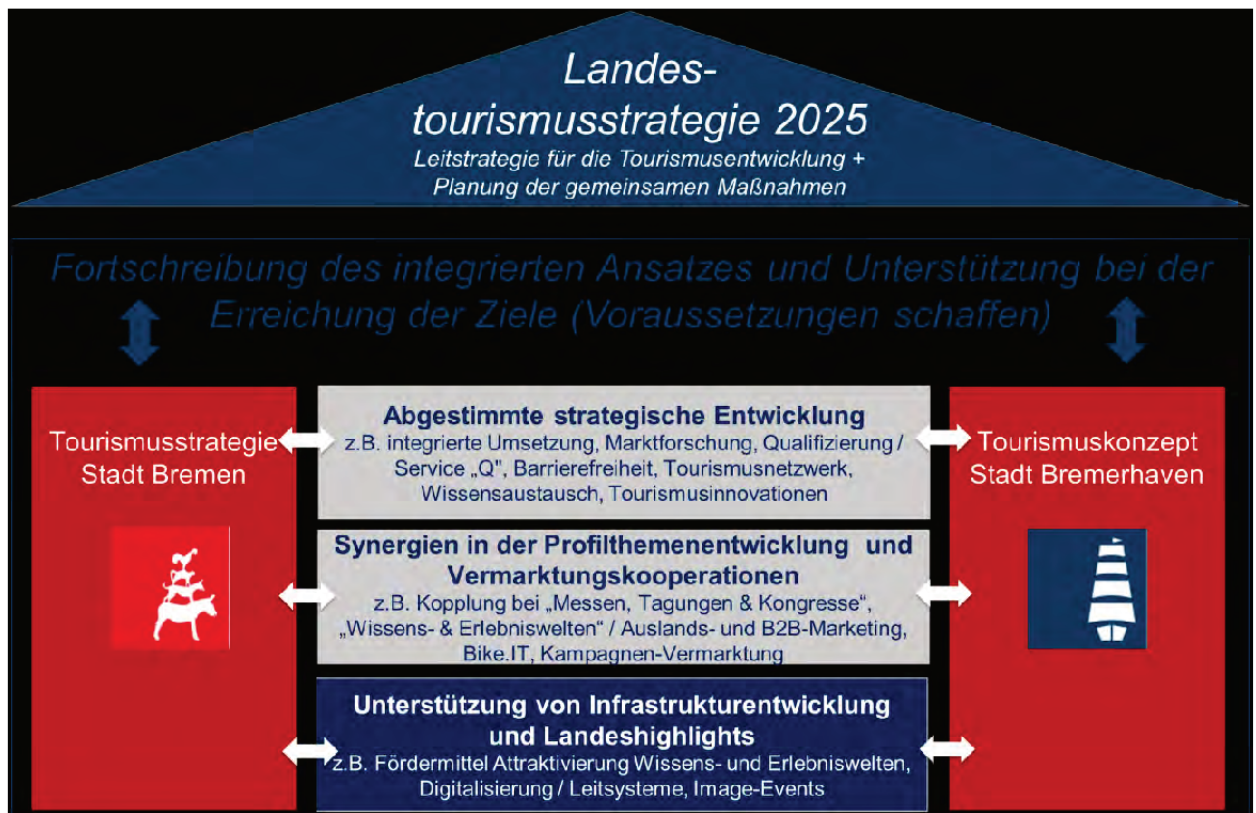 Landes-
tourismusstrategie 2025
Leitstrategie für die Tourismusentwicklung +
Planung der gemeinsamen Maßnahmen
Fortschreibung des integrierten Ansatzes und Unterstützung bei der
Erreichung der Ziele (Voraussetzungen schaffen)
Tourismusstrategie
Stadt Bremen
Abgestimmte strategische Entwicklung
z.B. integrierte Umsetzung, Marktforschung, Qualifizierung /
Service „Q", Barrierefreiheit, Tourismusnetzwerk,
Wissensaustausch, Tourismusinnovationen
Synergien in der Profilthemenentwicklung und
Vermarktungskooperationen
z.B. Kopplung bei „Messen, Tagungen & Kongresse“,
„Wissens- & Erlebniswelten“ / Auslands- und B2B-Marketing,
Bike.IT, Kampagnen-Vermarktung
Unterstützung von Infrastrukturentwicklung
und Landeshighlights
z.B. Fördermittel Attraktivierung Wissens- und Erlebniswelten,
Digitalisierung / Leitsysteme, Image-Events
Tourismuskonzept
Stadt Bremerhaven